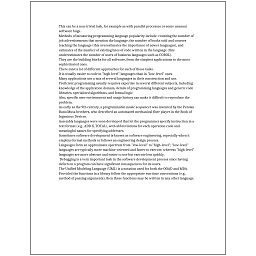 This can be a non-trivial task, for example as with parallel processes or some unusual
software bugs.
Methods of measuring programming language popularity include: counting the number of
job advertisements that mention the language, the number of books sold and courses
teaching the language (this overestimates the importance of newer languages), and
estimates of the number of existing lines of code written in the language (this
underestimates the number of users of business languages such as COBOL).
They are the building blocks for all software, from the simplest applications to the most
sophisticated ones.
There exist a lot of different approaches for each of those tasks.
It is usually easier to code in "high-level" languages than in "low-level" ones.
Many applications use a mix of several languages in their construction and use.
Proficient programming usually requires expertise in several different subjects, including
knowledge of the application domain, details of programming languages and generic code
libraries, specialized algorithms, and formal logic.
Also, specific user environment and usage history can make it difficult to reproduce the
problem.
As early as the 9th century, a programmable music sequencer was invented by the Persian
Banu Musa brothers, who described an automated mechanical flute player in the Book of
Ingenious Devices.
Assembly languages were soon developed that let the programmer specify instruction in a
text format (e.g., ADD X, TOTAL), with abbreviations for each operation code and
meaningful names for specifying addresses.
Sometimes software development is known as software engineering, especially when it
employs formal methods or follows an engineering design process.
Languages form an approximate spectrum from "low-level" to "high-level"; "low-level"
languages are typically more machine-oriented and faster to execute, whereas "high-level"
languages are more abstract and easier to use but execute less quickly.
Debugging is a very important task in the software development process since having
defects in a program can have significant consequences for its users.
The Unified Modeling Language (UML) is a notation used for both the OOAD and MDA.
Provided the functions in a library follow the appropriate run-time conventions (e.g.,
method of passing arguments), then these functions may be written in any other language.